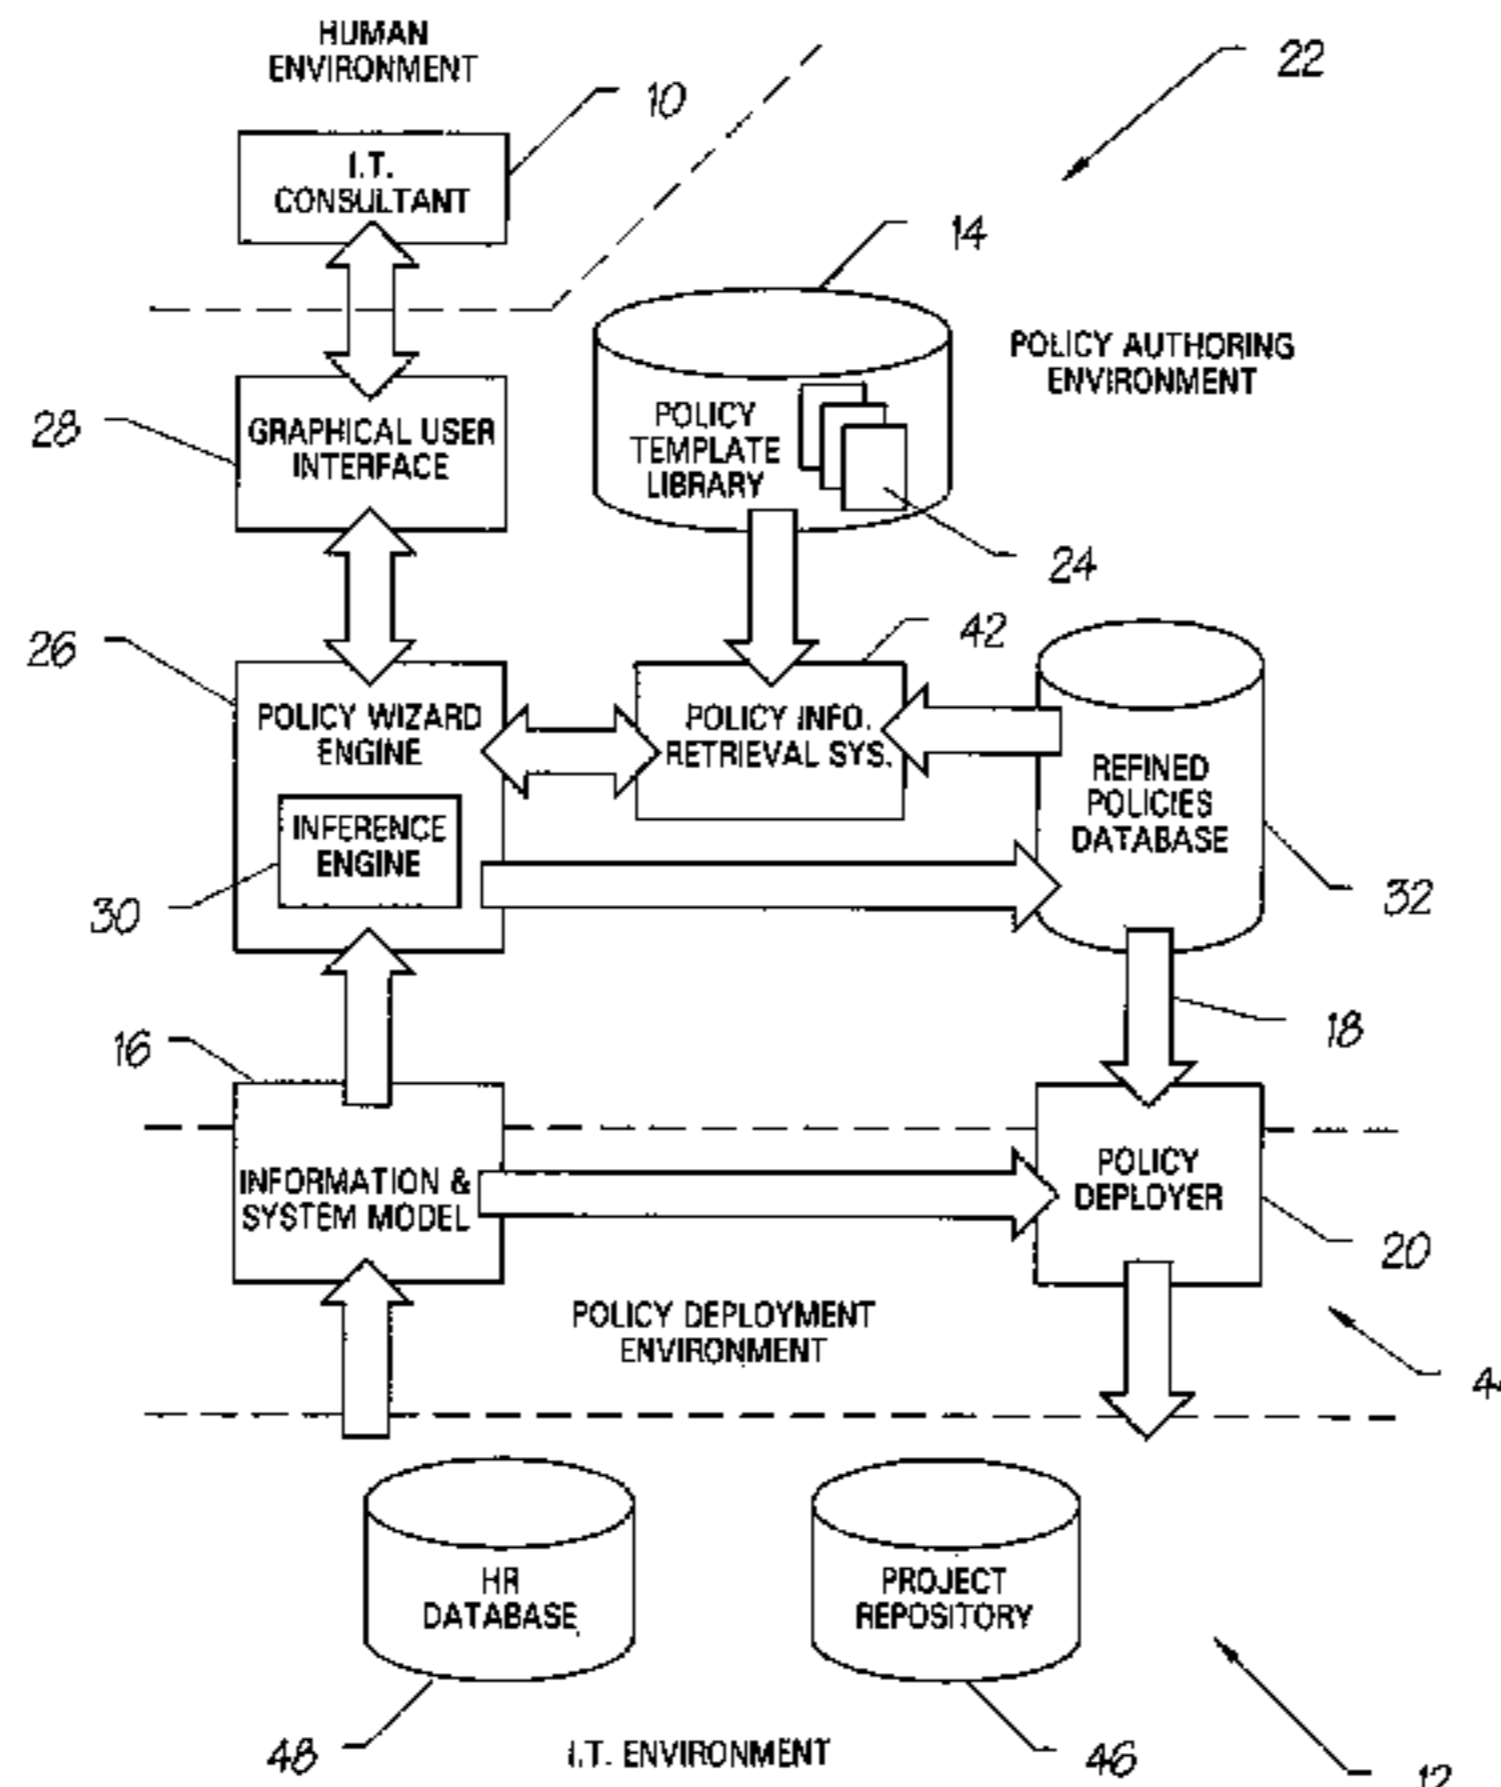 HUMAN
ENVIRONMENT
22
10
I.T.
CONSULTANT
14
POLICY AUTHORING
ENVIRONMENT
28
GRAPHICAL USER
INTERFACE
POLICY
TEMPLATE
LIBRARY
24
26
42
POLICY WIZARD
ENGINE
POLICY INFO.
RETRIEVAL SYS.
REFINED
POLICIES
DATABASE
INFERENCE
ENGINE
30
32
18
16
INFORMATION &
SYSTEM MODEL
POLICY
DEPLOYER
20
POLICY DEPLOYMENT
ENVIRONMENT
HR
DATABASE
PROJECT
REPOSITORY
48
I.T. ENVIRONMENT
46
12